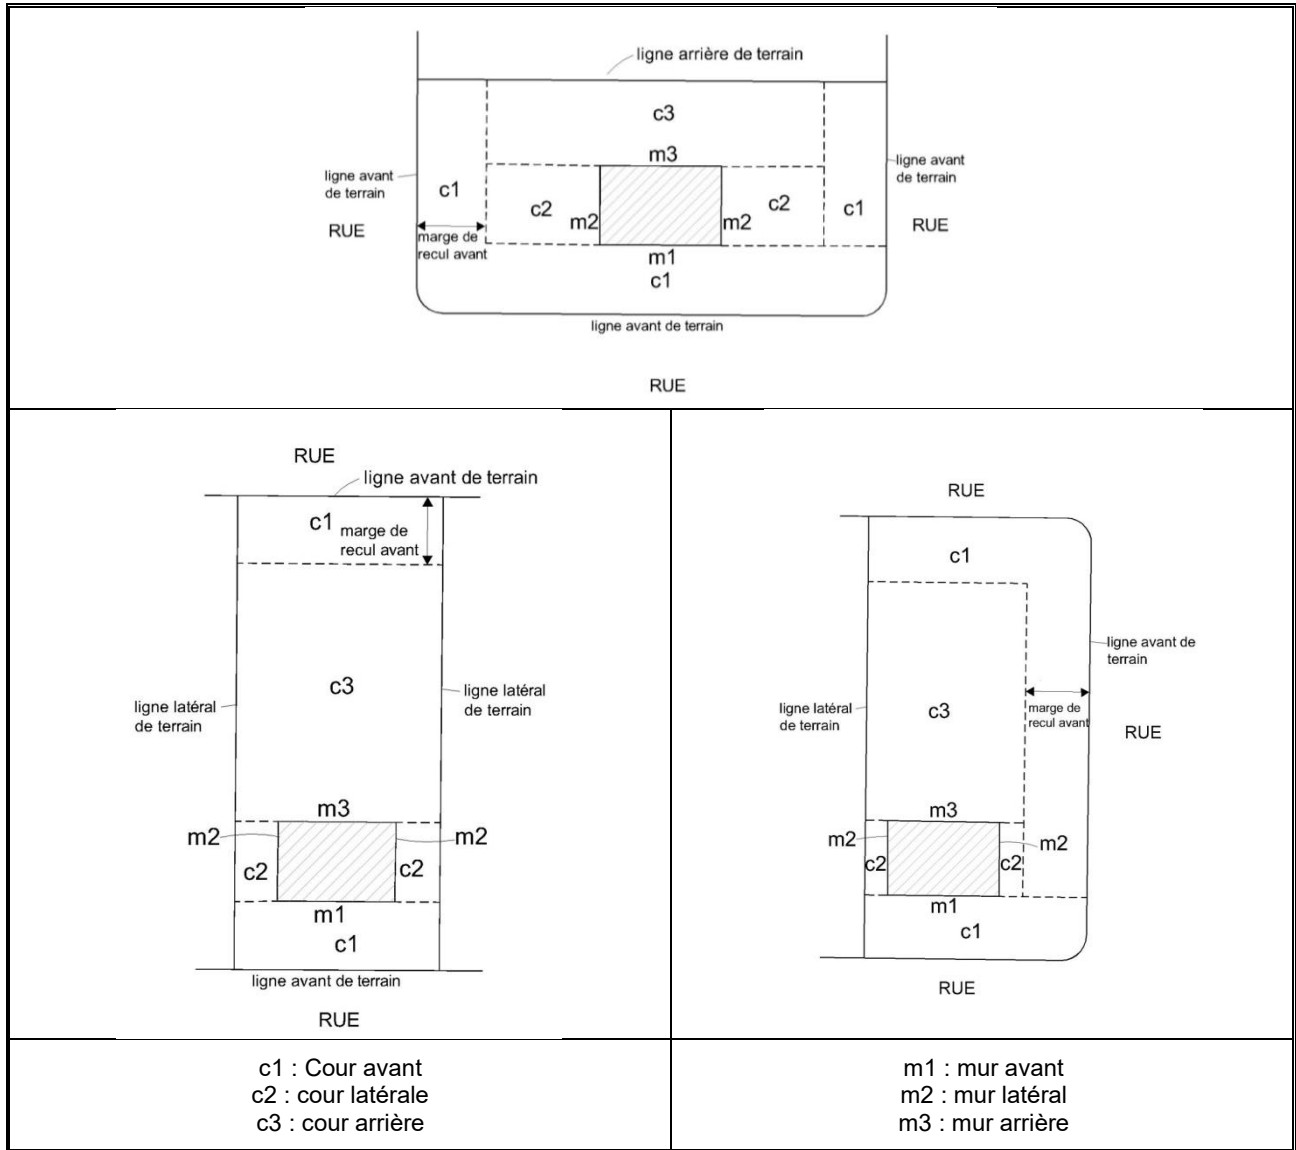 ligne arrière de terrain
c3
m3
ligne avant
de terrain
ligne avant
de terrain
c1
c2
m2
m2
c2
c1
RUE
RUE
marge de
recul avant
m1
c1
ligne avant de terrain
RUE
RUE
ligne avant de terrain
c1
marge de
recul avant
c3
ligne latéral
de terrain
ligne latéral
de terrain
m3
m2
m2
c2
c2
m1
c1
ligne avant de terrain
RUE
RUE
c1
ligne avant de
terrain
ligne latéral
de terrain
c3
marge de
recul avant
RUE
m3
m2
m2
c2
c2
m1
c1
RUE
c1 : Cour avant
c2 : cour latérale
c3 : cour arrière
m1 : mur avant
m2 : mur latéral
m3 : mur arrière